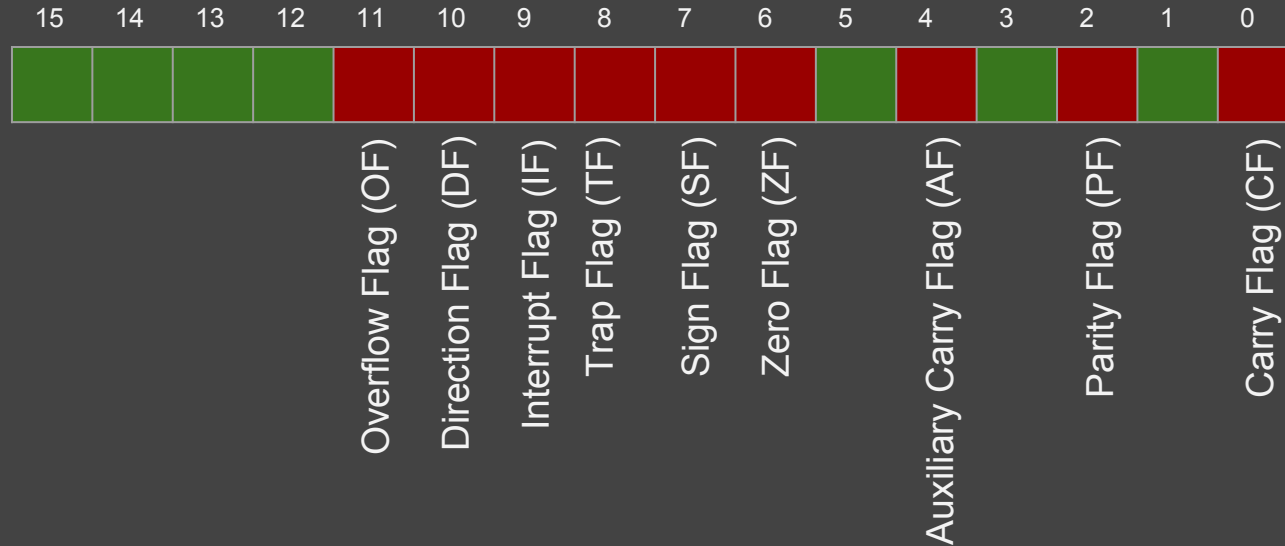 15 14 13 12 11 10 9 8 7 6 5 4 3 2 1 0
Overflow Flag (OF)
Direction Flag (DF)
Interrupt Flag (IF)
Trap Flag (TF)
Sign Flag (SF)
Zero Flag (ZF)
Auxiliary Carry Flag (AF)
Parity Flag (PF)
Carry Flag (CF)